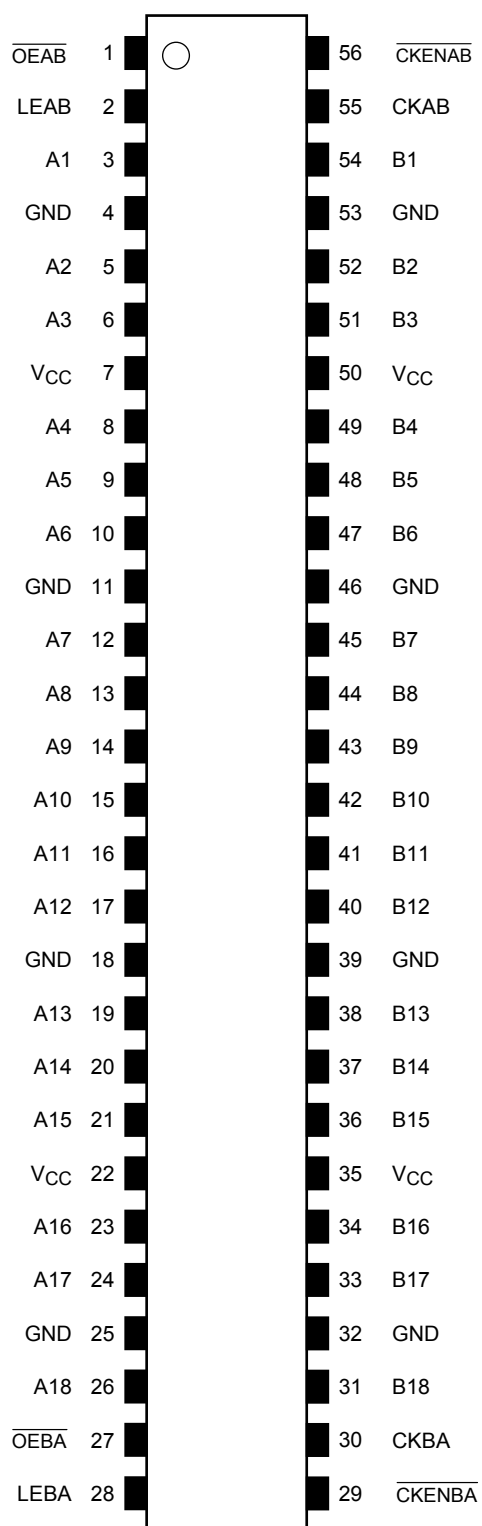 OEAB 1 56 CKENAB
LEAB 2 55 CKAB
A1 3 54 B1
GND 4 53 GND
A2 5 52 B2
A3 6 51 B3
VCC 7 50 VCC
A4 8 49 B4
A5 9 48 B5
A6 10 47 B6
GND 11 46 GND
A7 12 45 B7
A8 13 44 B8
A9 14 43 B9
A10 15 42 B10
A11 16 41 B11
A12 17 40 B12
GND 18 39 GND
A13 19 38 B13
A14 20 37 B14
A15 21 36 B15
VCC 22 35 VCC
A16 23 34 B16
A17 24 33 B17
GND 25 32 GND
A18 26 31 B18
OEBA 27 30 CKBA
LEBA 28 29 CKENBA